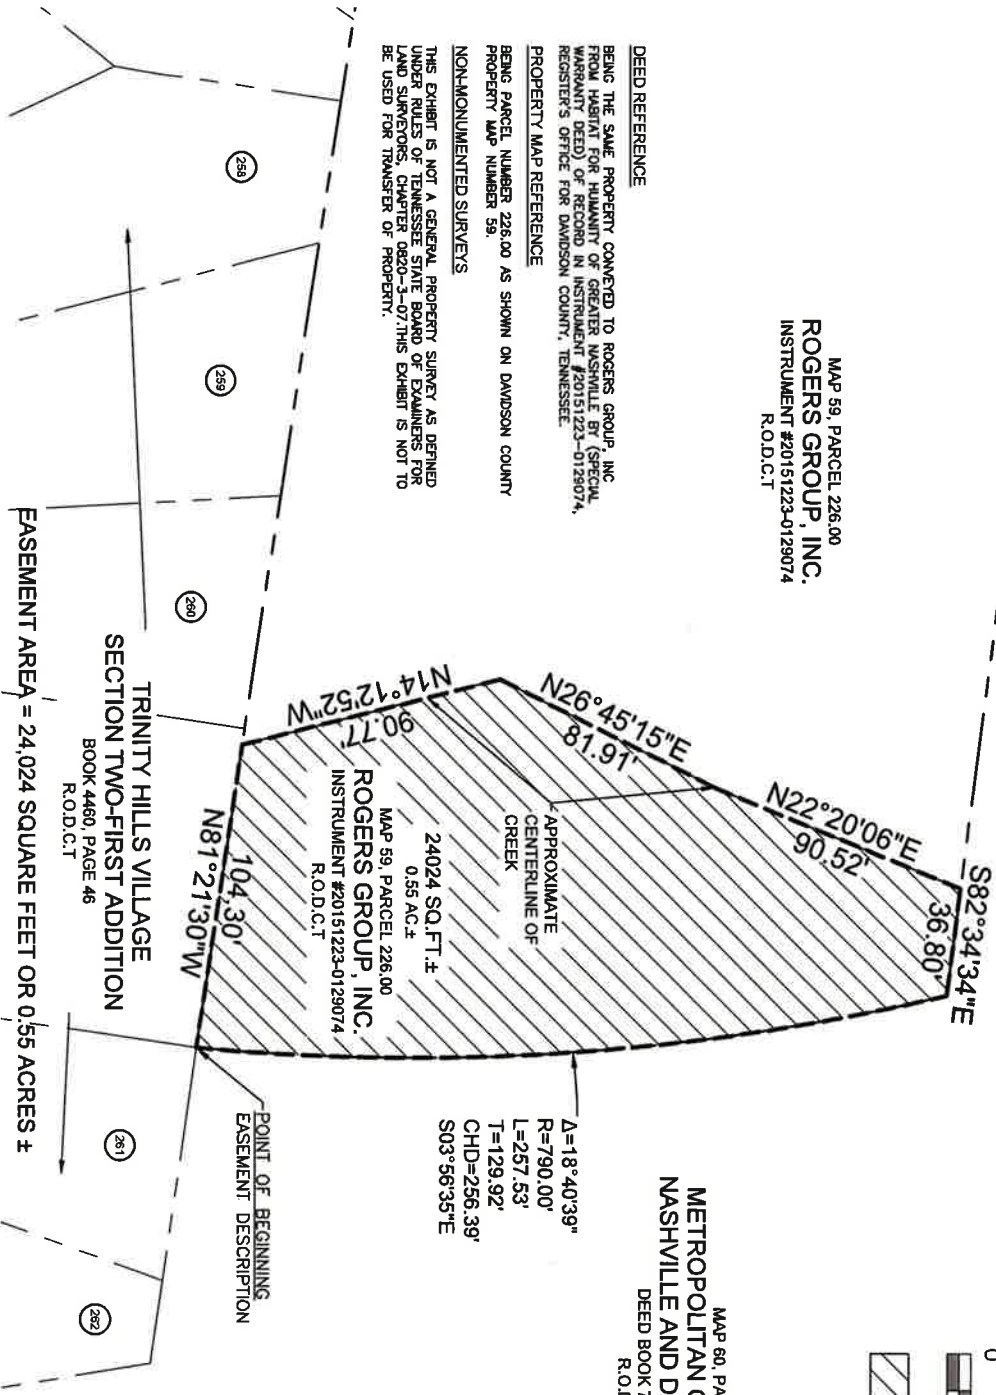 MAP 59, PARCEL 226.00
ROGERS GROUP, INC.
INSTRUMENT #20151223-0129074
R.O.D.C.T
DEED REFERENCE
BEING THE SAME PROPERTY CONVEYED TO ROGERS GROUP, INC
FROM HABITAT FOR HUMANITY OF GREATER NASHVILLE BY (SPECIAL
WARRANTY DEED) OF RECORD IN INSTRUMENT #20151223-0129074,
REGISTER'S OFFICE FOR DAVIDSON COUNTY, TENNESSEE.
PROPERTY MAP REFERENCE
BEING PARCEL NUMBER 226.00 AS SHOWN ON DAVIDSON COUNTY
PROPERTY MAP NUMBER 59.
NON-MONUMENTED SURVEYS
THIS EXHIBIT IS NOT A GENERAL PROPERTY SURVEY AS DEFINED
UNDER RULES OF TENNESSEE STATE BOARD OF EXAMINERS FOR
LAND SURVEYORS, CHAPTER 0820-3-07.THIS EXHIBIT IS NOT TO
BE USED FOR TRANSFER OF PROPERTY.
S82°34'34"E
36.80'
N22°20'06"E
90.52'
N26°45'15"E
81.91'
N14°12'52"W
90.77'
APPROXIMATE
CENTERLINE OF
CREEK
24024 SQ.FT.±
0.55 AC.±
MAP 59, PARCEL 226.00
ROGERS GROUP, INC.
INSTRUMENT #20151223-0129074
R.O.D.C.T
104.30'
N81°21'30"W
Δ=18°40'39"
R=790.00'
L=257.53'
T=129.92'
CHD=256.39'
S03°56'35"E
MAP 60, PA
METROPOLITAN
NASHVILLE AND D
DEED BOOK 7
R.O.
POINT OF BEGINNING
EASEMENT DESCRIPTION
258
259
260
261
262
TRINITY HILLS VILLAGE
SECTION TWO-FIRST ADDITION
BOOK 4460, PAGE 46
R.O.D.C.T
EASEMENT AREA = 24,024 SQUARE FEET OR 0.55 ACRES ±